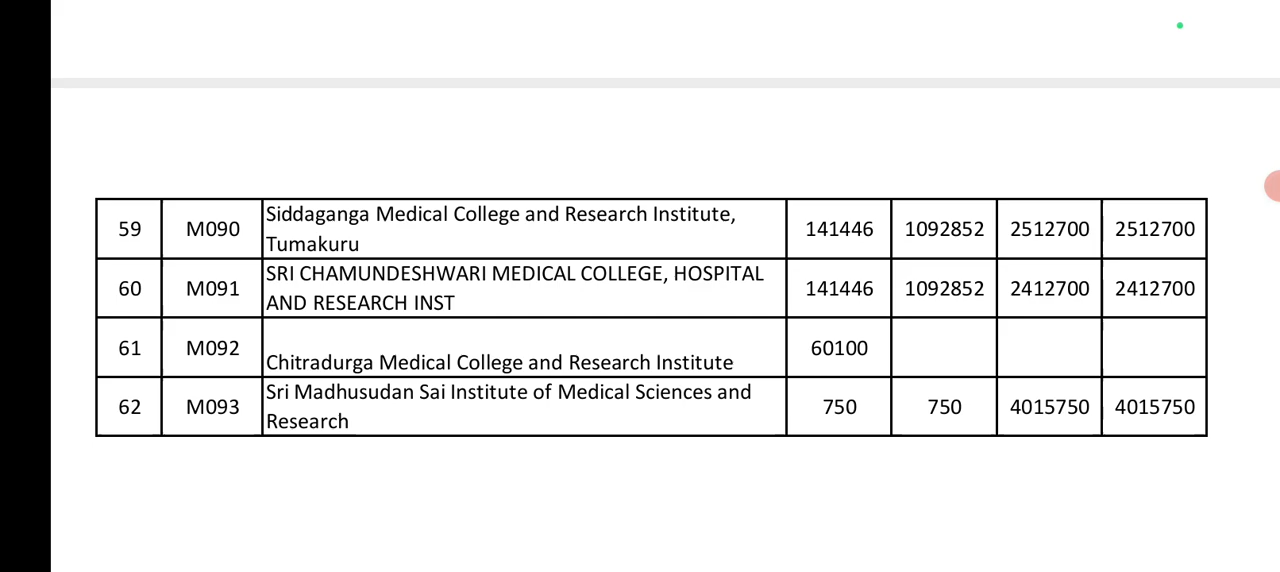 59 M090 Siddaganga Medical College and Research Institute, Tumakuru 141446 1092852 2512700 2512700
60 M091 SRI CHAMUNDESHWARI MEDICAL COLLEGE, HOSPITAL AND RESEARCH INST 141446 1092852 2412700 2412700
61 M092 Chitradurga Medical College and Research Institute 60100
62 M093 Sri Madhusudan Sai Institute of Medical Sciences and Research 750 750 4015750 4015750